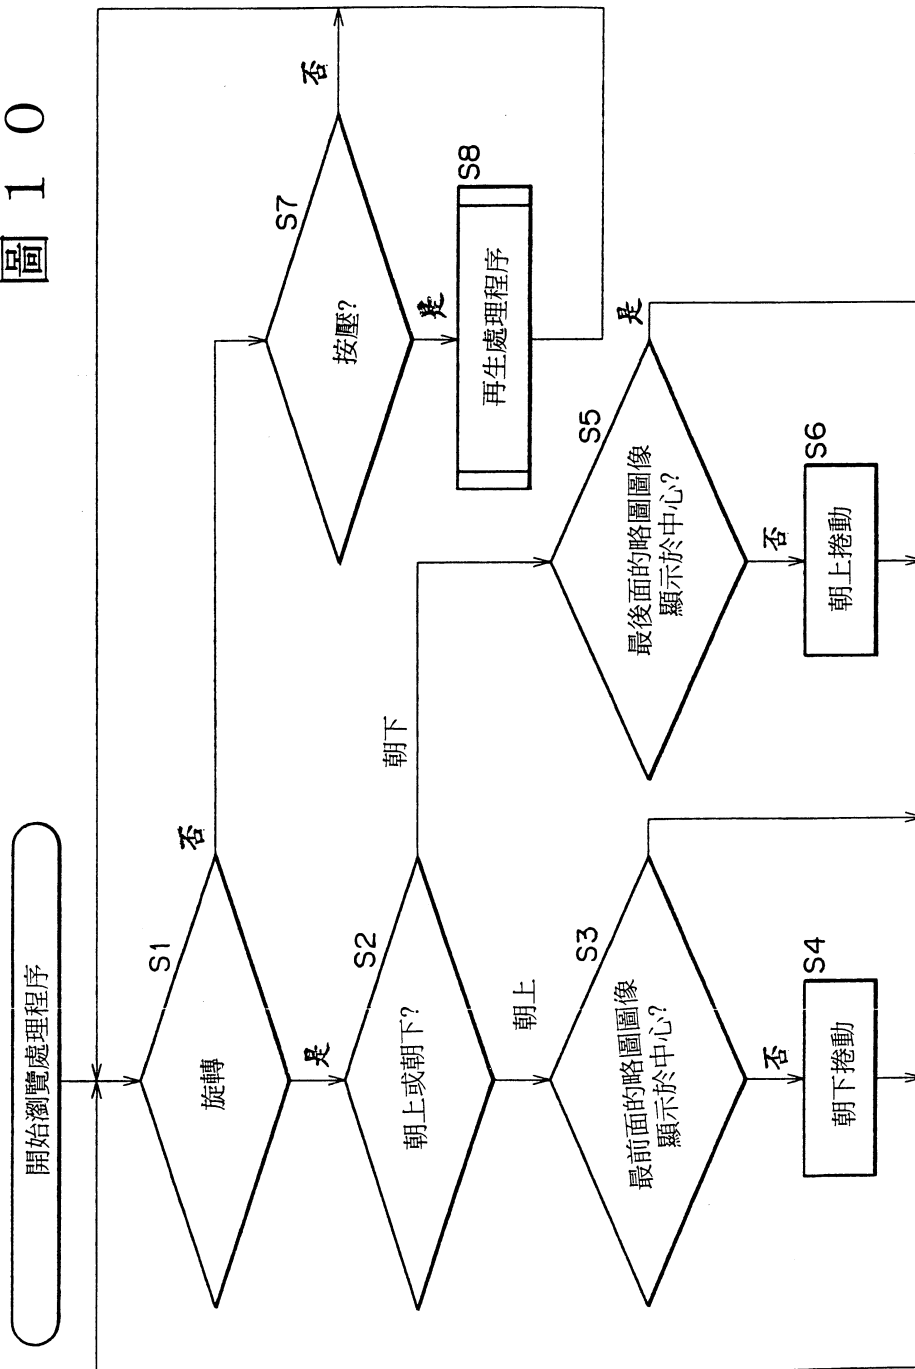 圖10
開始瀏覽處理程序
S1
旋轉
否
是
S2
朝上或朝下?
朝下
朝上
S3
最前面的略圖圖像
顯示於中心?
否
S4
朝下捲動
S5
最後面的略圖圖像
顯示於中心?
是
否
S6
朝上捲動
S7
按壓?
否
是
S8
再生處理程序